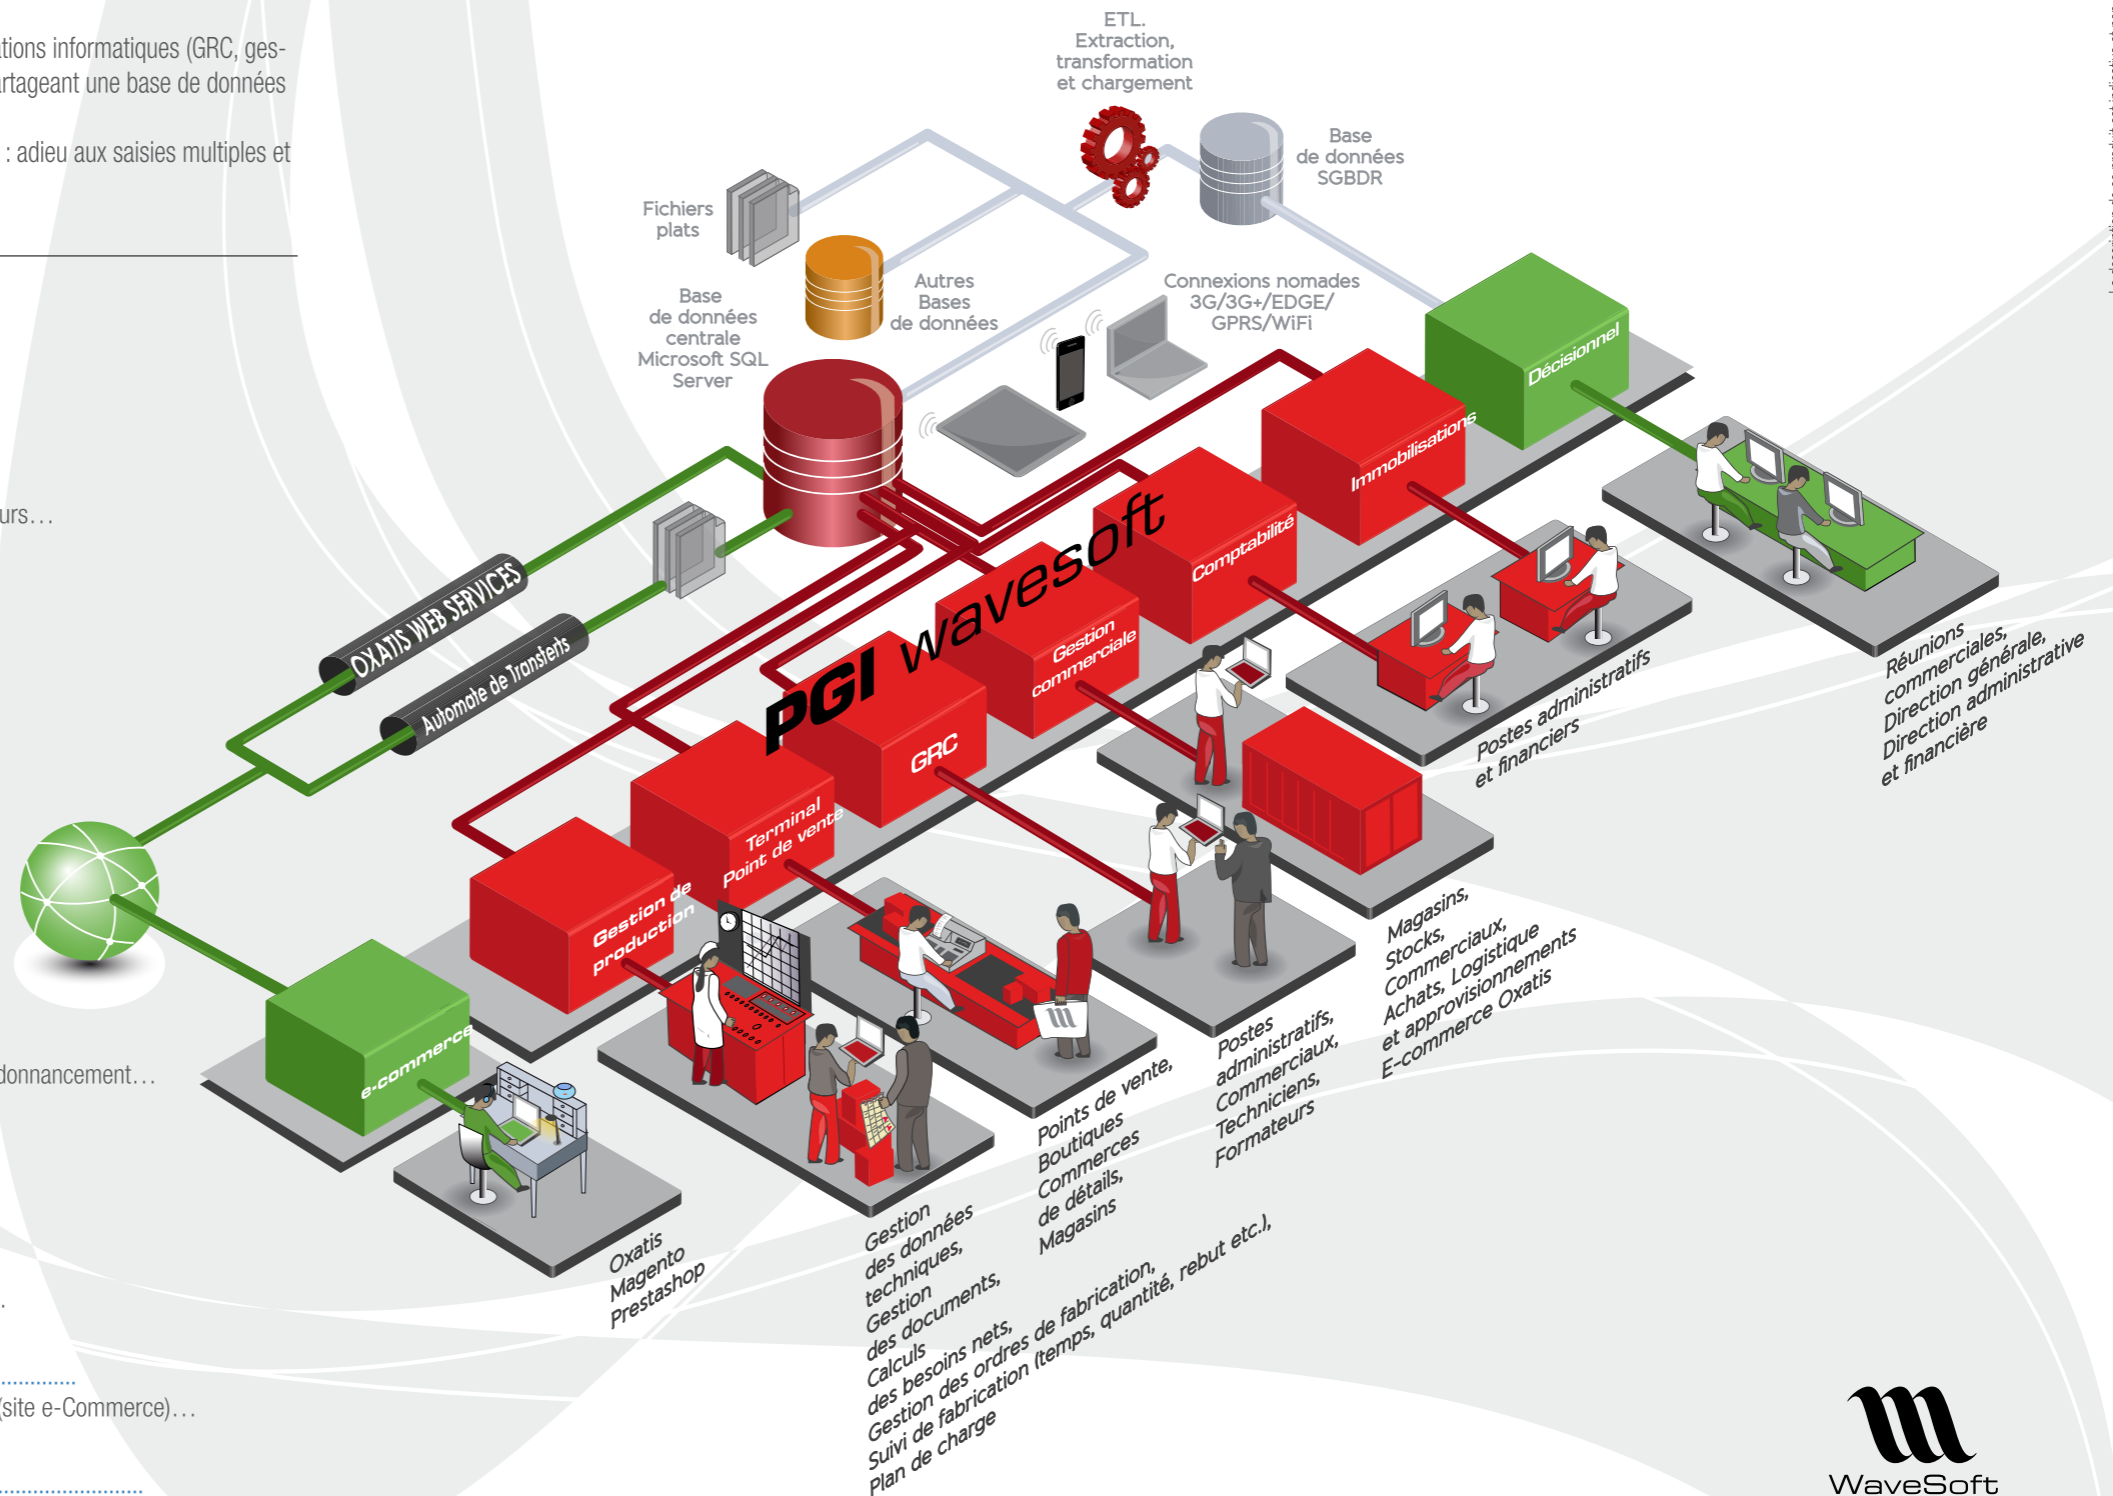 ations informatiques (GRC, ges-
artageant une base de données
: adieu aux saisies multiples et
urs…
donnancement…
.
(site e-Commerce)…
ETL.
Extraction,
transformation
et chargement
Base
de données
SGBDR
Fichiers
plats
Autres
Bases
de données
Base
de données
centrale
Microsoft SQL
Server
Connexions nomades
3G/3G+/EDGE/
GPRS/WiFi
OXATIS WEB SERVICES
Automate de Transferts
PGI wavesoft
Décisionnel
Immobilisations
Comptabilité
Gestion
commerciale
GRC
Terminal
Point de vente
Gestion de
production
e-commerce
Réunions
commerciales,
Direction générale,
Direction administrative
et financière
Postes administratifs
et financiers
Magasins,
Stocks,
Commerciaux,
Achats, Logistique
et approvisionnements
E-commerce Oxatis
Postes
administratifs,
Commerciaux,
Techniciens,
Formateurs
Points de vente,
Boutiques
Commerces
de détails,
Magasins
Gestion
des données
techniques,
Gestion
des documents,
Calculs
des besoins nets,
Gestion des ordres de fabrication,
Suivi de fabrication (temps, quantité, rebut etc.),
Plan de charge
Oxatis
Magento
Prestashop
WaveSoft